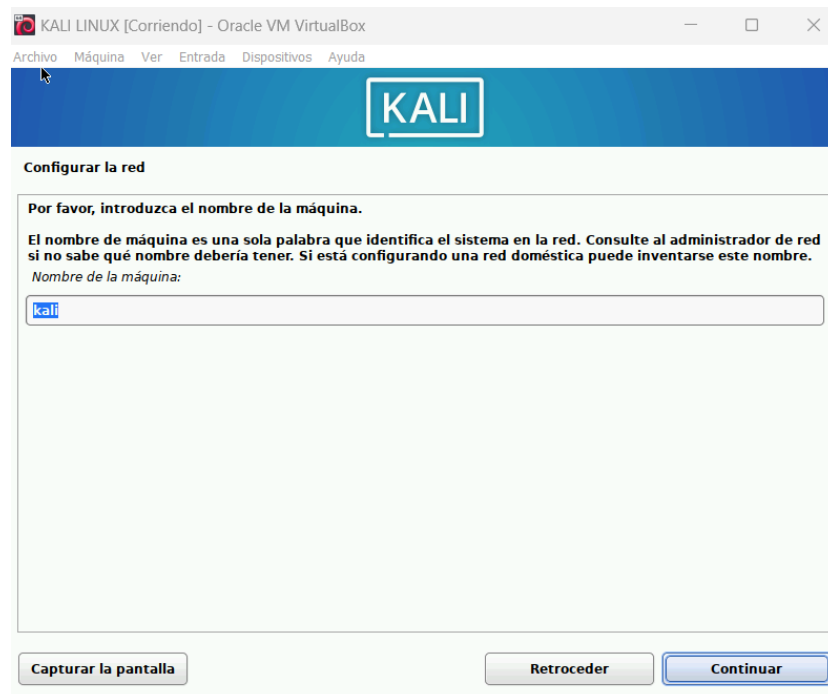 KALI LINUX [Corriendo] - Oracle VM VirtualBox
Archivo Máquina Ver Entrada Dispositivos Ayuda
KALI
Configurar la red
Por favor, introduzca el nombre de la máquina.
El nombre de máquina es una sola palabra que identifica el sistema en la red. Consulte al administrador de red
si no sabe qué nombre debería tener. Si está configurando una red doméstica puede inventarse este nombre.
Nombre de la máquina:
kali
Capturar la pantalla Retroceder Continuar